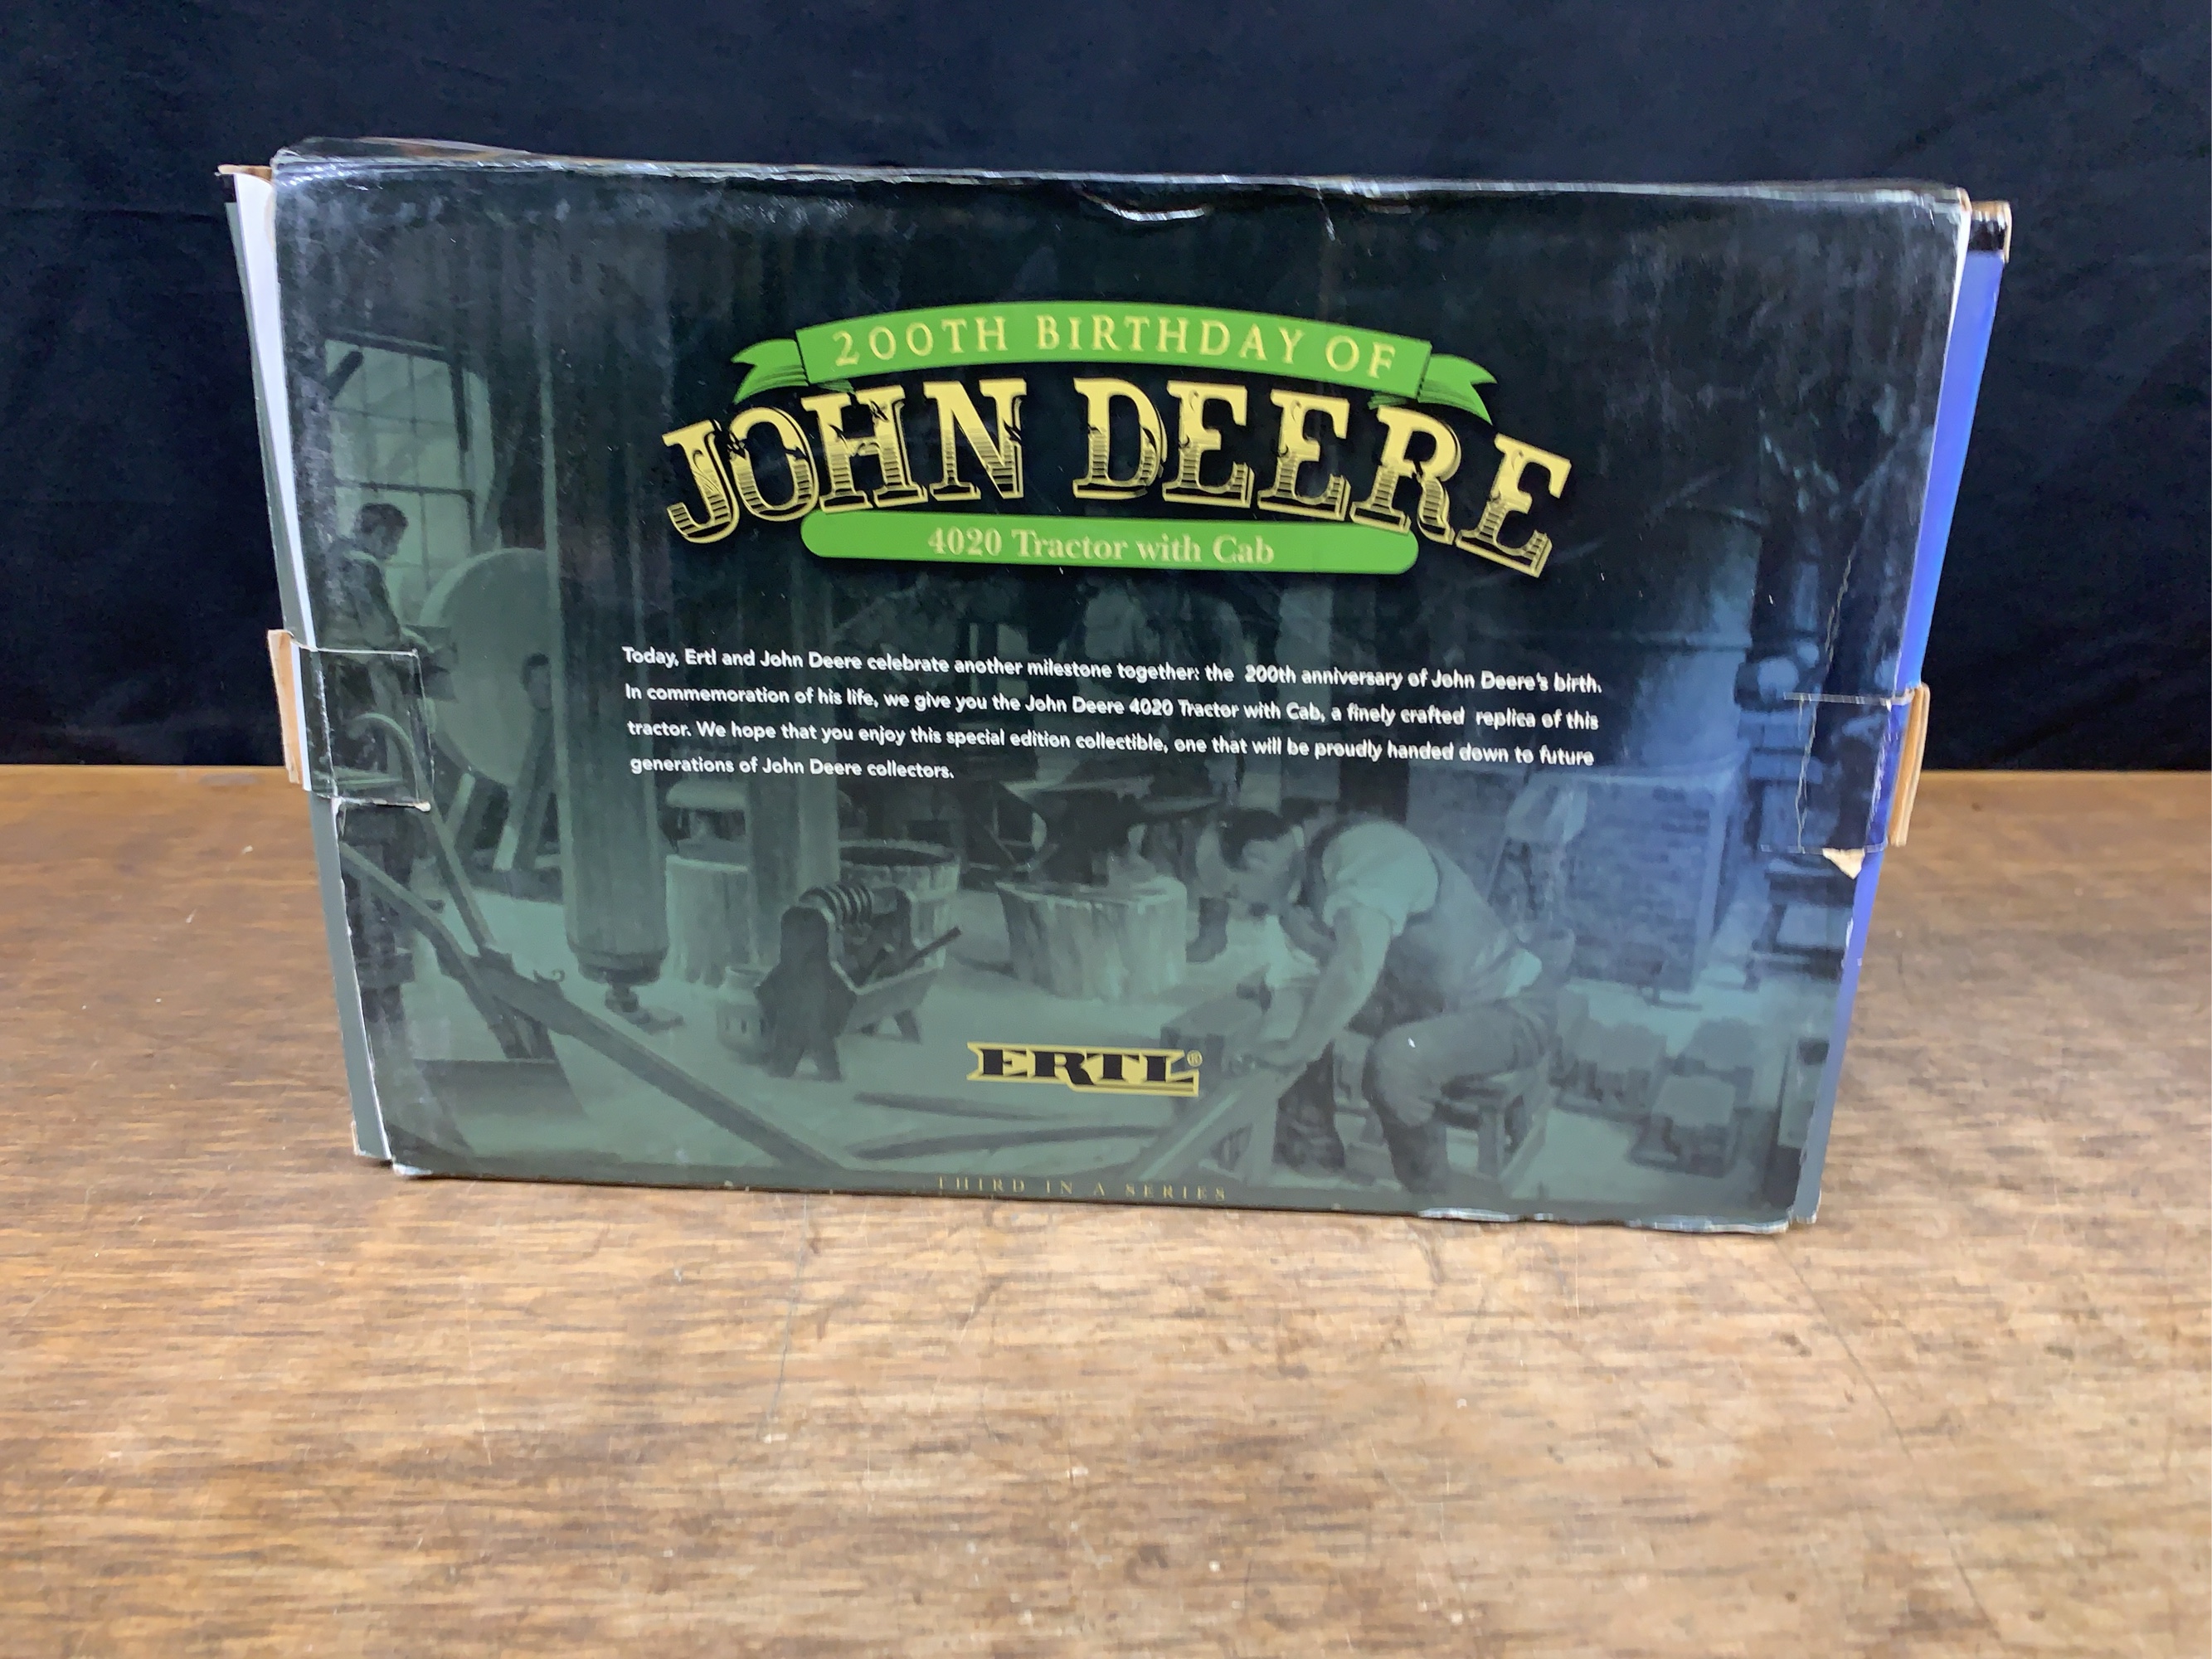 200TH BIRTHDAY OF
JOHN DEERE
4020 Tractor with Cab
Today, Ertl and John Deere celebrate another milestone together: the 200th anniversary of John Deere's birth.
In commemoration of his life, we give you the John Deere 4020 Tractor with Cab, a finely crafted replica of this
tractor. We hope that you enjoy this special edition collectible, one that will be proudly handed down to future
generations of John Deere collectors.
ERTL®
THIRD IN A SERIES